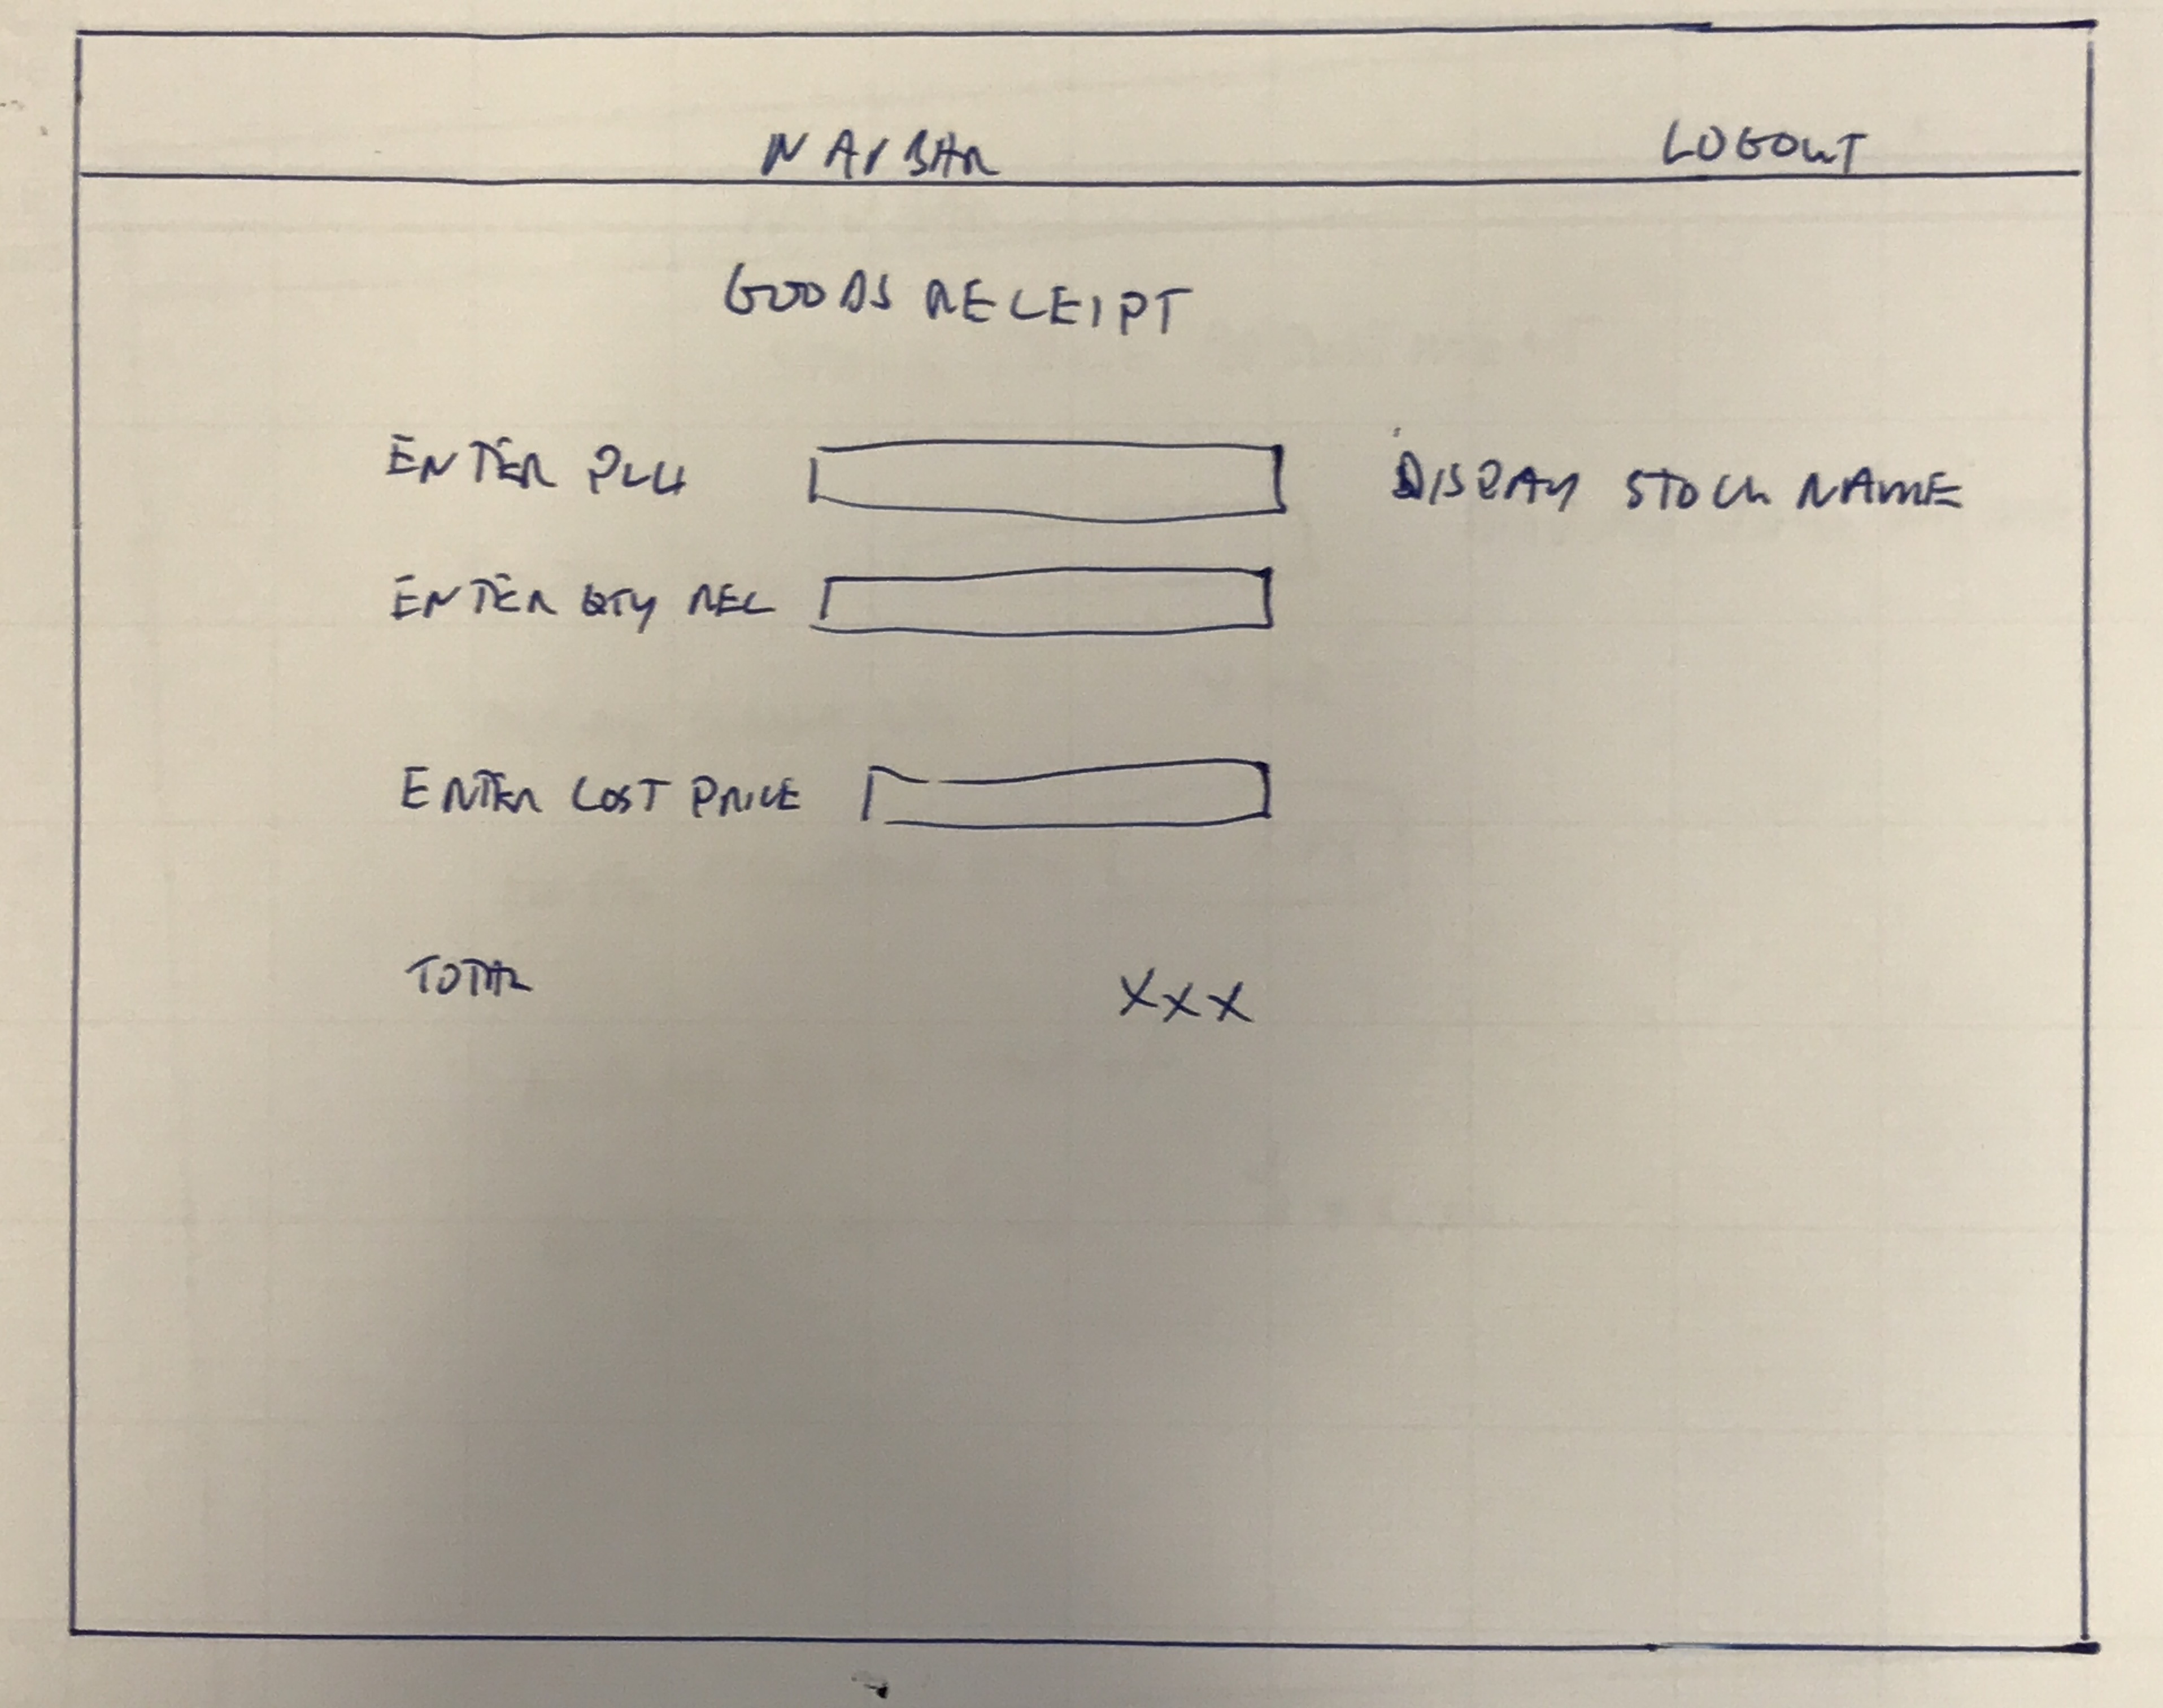 NAVBAR LOGOUT
GOODS RECEIPT
ENTER PLU DISPLAY STOCK NAME
ENTER QTY REC
ENTER COST PRICE
TOTAL XXX